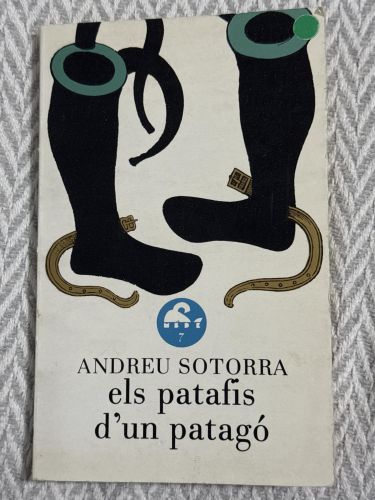 7
ANDREU SOTORRA
els patafis
d'un patagó